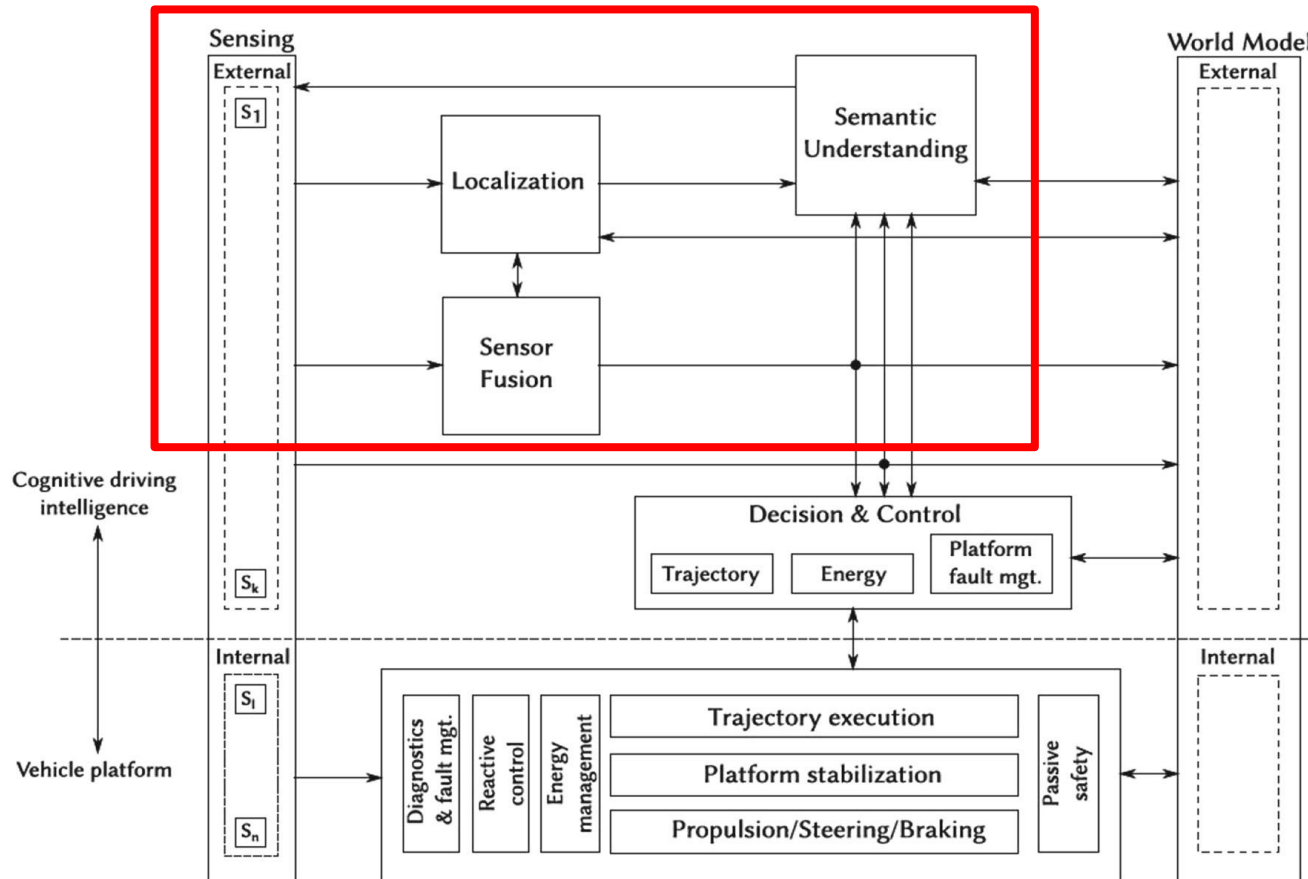 Sensing
World Model
External
External
S1
Semantic
Understanding
Localization
Sensor
Fusion
Cognitive driving
intelligence
Decision & Control
Trajectory
Energy
Platform
fault mgt.
Sk
Internal
Internal
Sl
Diagnostics
& fault mgt.
Reactive
control
Energy
management
Trajectory execution
Platform stabilization
Propulsion/Steering/Braking
Passive
safety
Vehicle platform
Sn